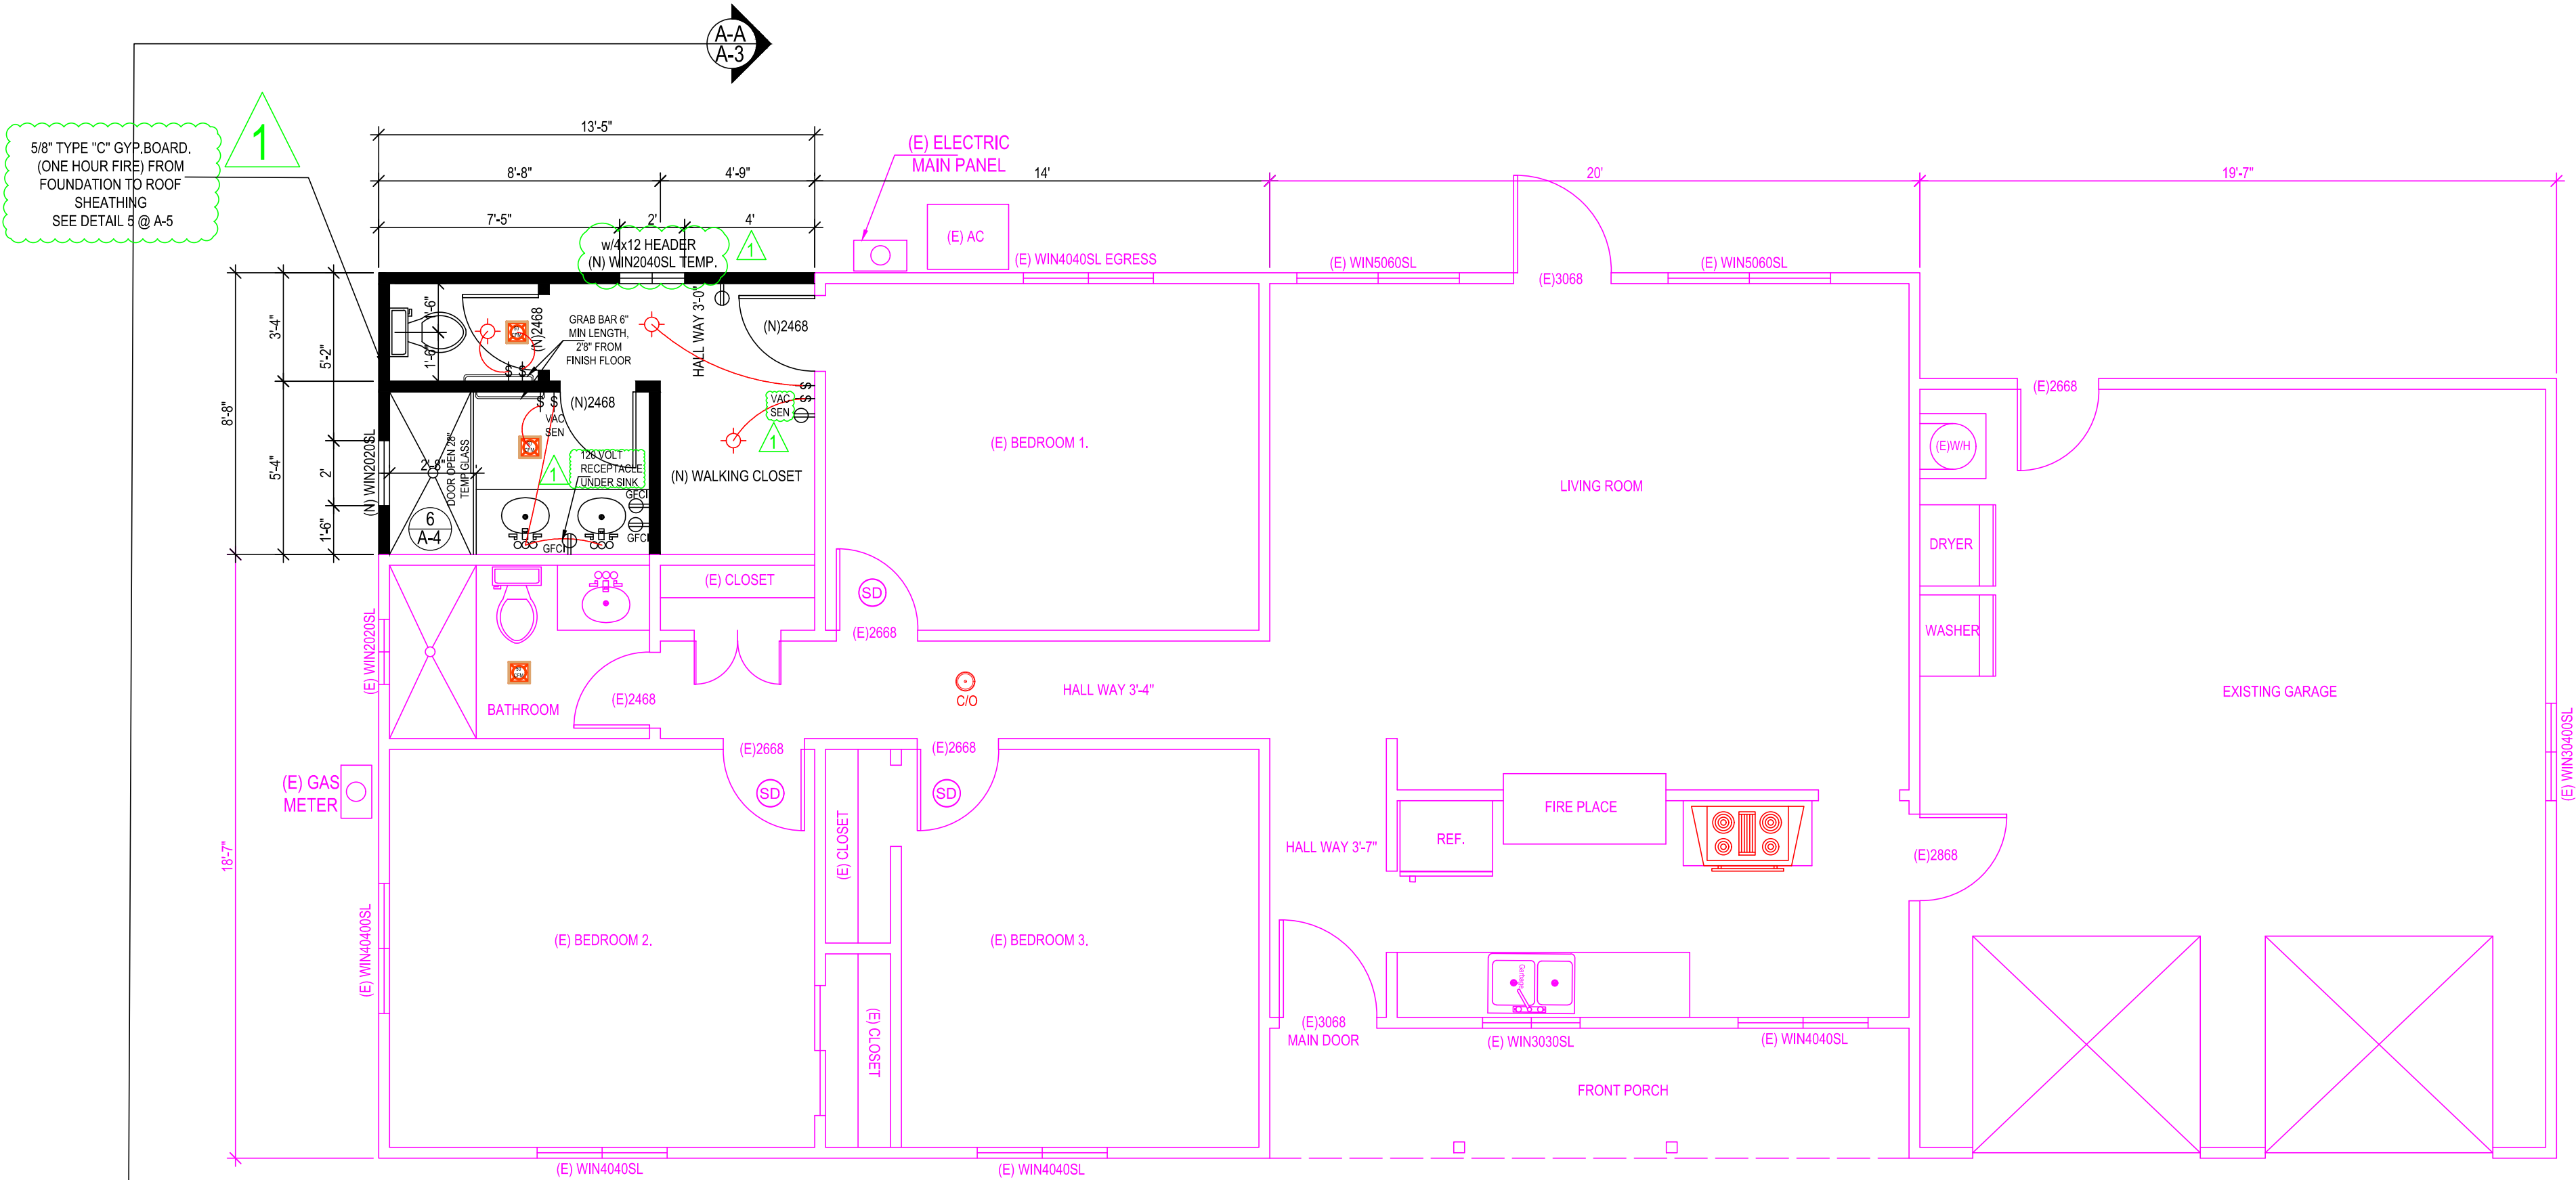 A-A
A-3
5/8" TYPE "C" GYP.BOARD.
(ONE HOUR FIRE) FROM
FOUNDATION TO ROOF
SHEATHING
SEE DETAIL 5 @ A-5
1
13'-5"
8'-8"
4'-9"
14'
20'
19'-7"
7'-5"
2'
4'
(E) ELECTRIC
MAIN PANEL
(E) AC
w/4x12 HEADER
(N) WIN2040SL TEMP.
1
(E) WIN4040SL EGRESS
(E) WIN5060SL
(E)3068
(E) WIN5060SL
8'-8"
3'-4"
5'-4"
5'-2"
2'
1'-6"
18'-7"
1'-6"
1'-6"
(N)2468
GRAB BAR 6"
MIN LENGTH,
2'8" FROM
FINISH FLOOR
HALL WAY 3'-0"
(N)2468
S S
S S
S S
(N)2468
VAC
SEN
VAC
SEN
1
(N) WIN2020SL
2'-8"
DOOR OPEN 28"
TEMP GLASS
1
120 VOLT
RECEPTACLE
UNDER SINK
GFCI
GFCI
GFCI
6
A-4
(N) WALKING CLOSET
(E) BEDROOM 1.
LIVING ROOM
(E)2668
(E)W/H
DRYER
WASHER
EXISTING GARAGE
(E) WIN30400SL
(E) CLOSET
SD
(E)2668
(E) WIN2020SL
BATHROOM
(E)2468
C/O
HALL WAY 3'-4"
(E)2668
(E)2668
SD
SD
(E) GAS
METER
(E) WIN40400SL
(E) CLOSET
(E) CLOSET
(E) BEDROOM 2.
(E) BEDROOM 3.
HALL WAY 3'-7"
REF.
FIRE PLACE
(E)2868
Garbage
(E)3068
MAIN DOOR
(E) WIN3030SL
(E) WIN4040SL
FRONT PORCH
(E) WIN4040SL
(E) WIN4040SL